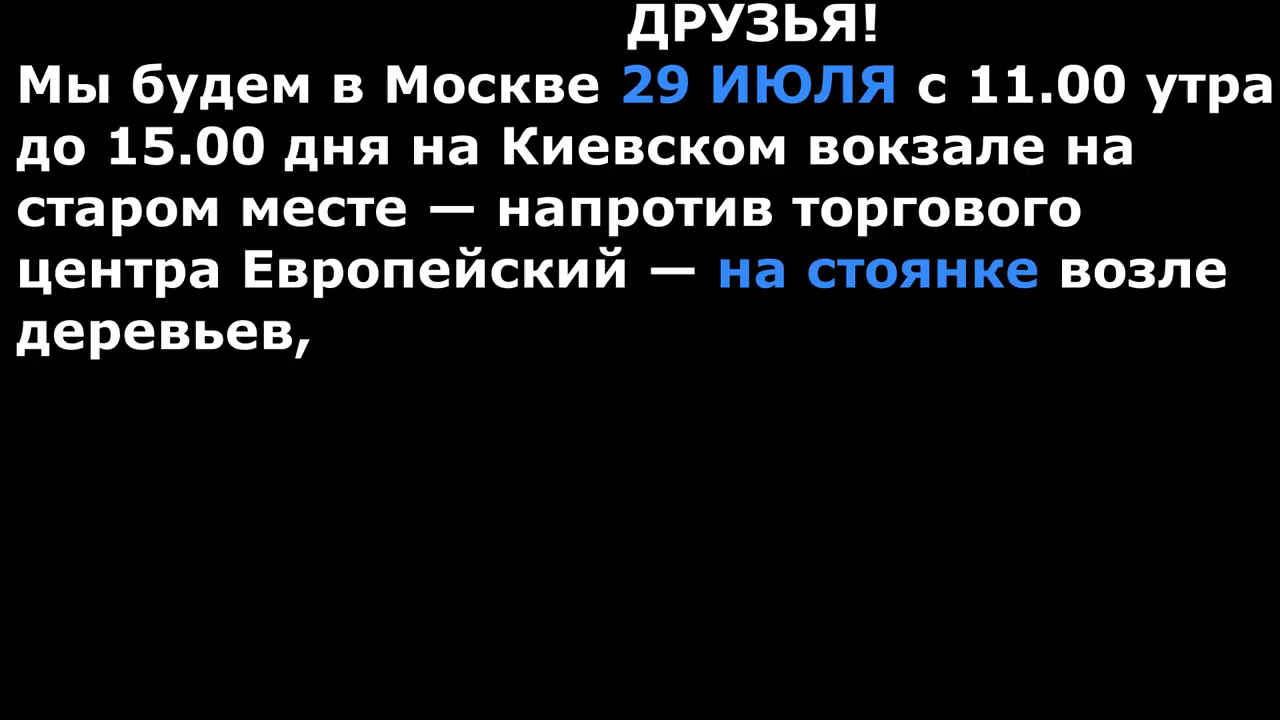 ДРУЗЬЯ!
Мы будем в Москве 29 ИЮЛЯ с 11.00 утра
до 15.00 дня на Киевском вокзале на
старом месте — напротив торгового
центра Европейский — на стоянке возле
деревьев,